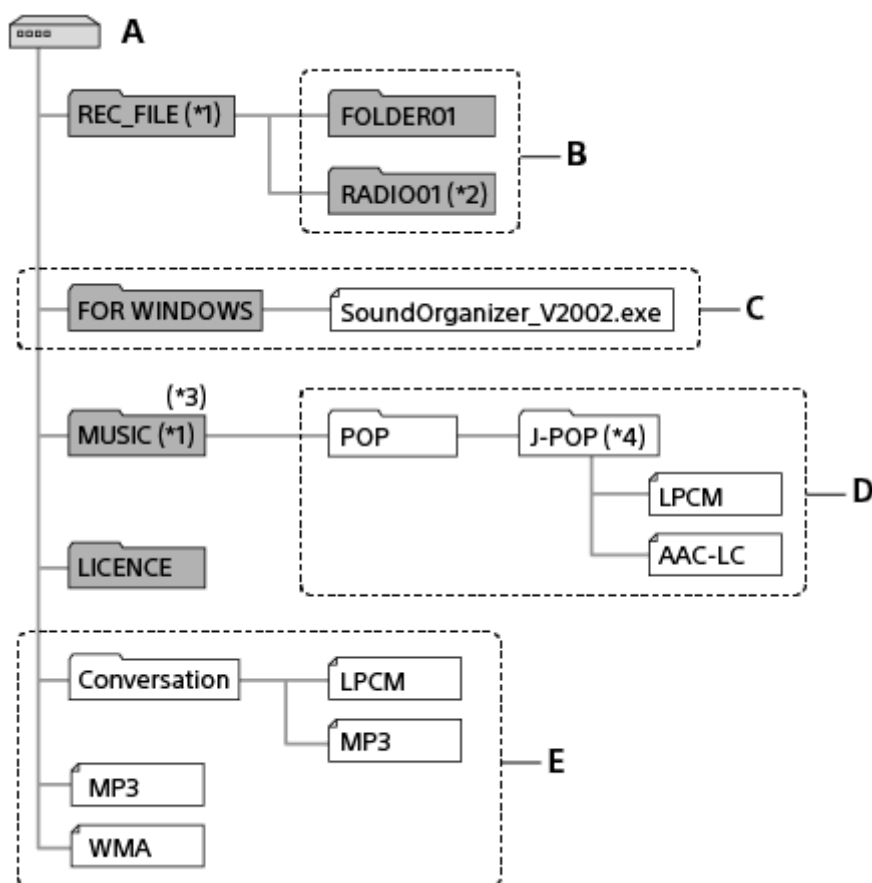 A
REC_FILE (*1)
FOLDER01
RADIO01 (*2)
B
FOR WINDOWS
SoundOrganizer_V2002.exe
C
(*3)
MUSIC (*1)
POP
J-POP (*4)
LPCM
AAC-LC
D
LICENCE
Conversation
LPCM
MP3
MP3
WMA
E